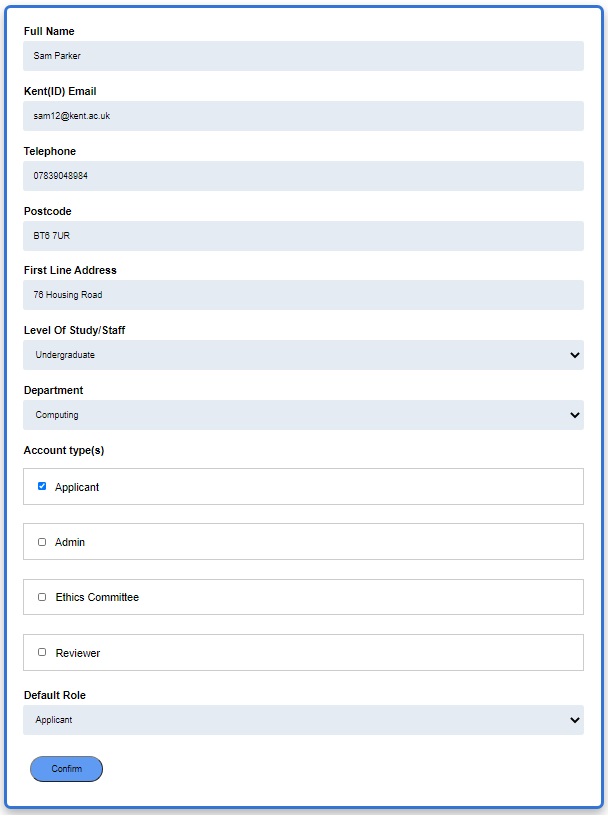 Full Name
Sam Parker
Kent(ID) Email
sam12@kent.ac.uk
Telephone
07839048984
Postcode
BT6 7UR
First Line Address
76 Housing Road
Level Of Study/Staff
Undergraduate
Department
Computing
Account type(s)
Applicant
Admin
Ethics Committee
Reviewer
Default Role
Applicant
Confirm